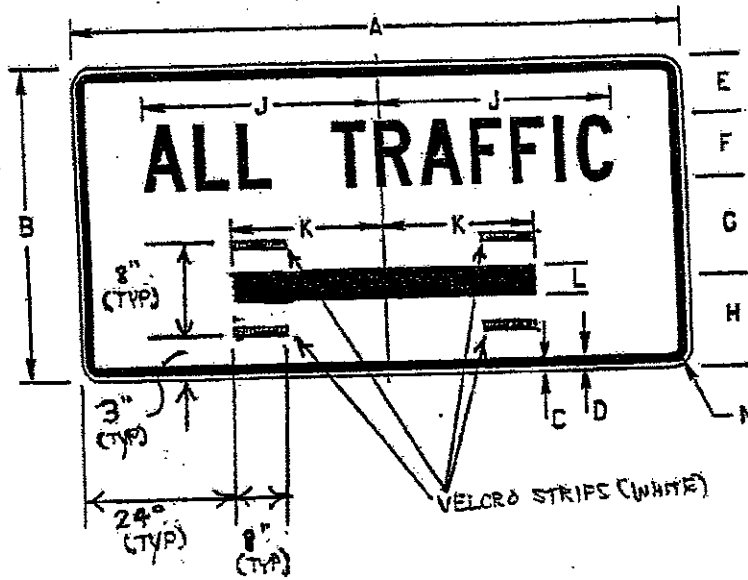 A
E
J J
F
ALL TRAFFIC
B
K K
G
8"
(TYP)
L
H
3"
(TYP)
C D
24"
(TYP)
8"
(TYP)
VELCRO STRIPS (WHITE)